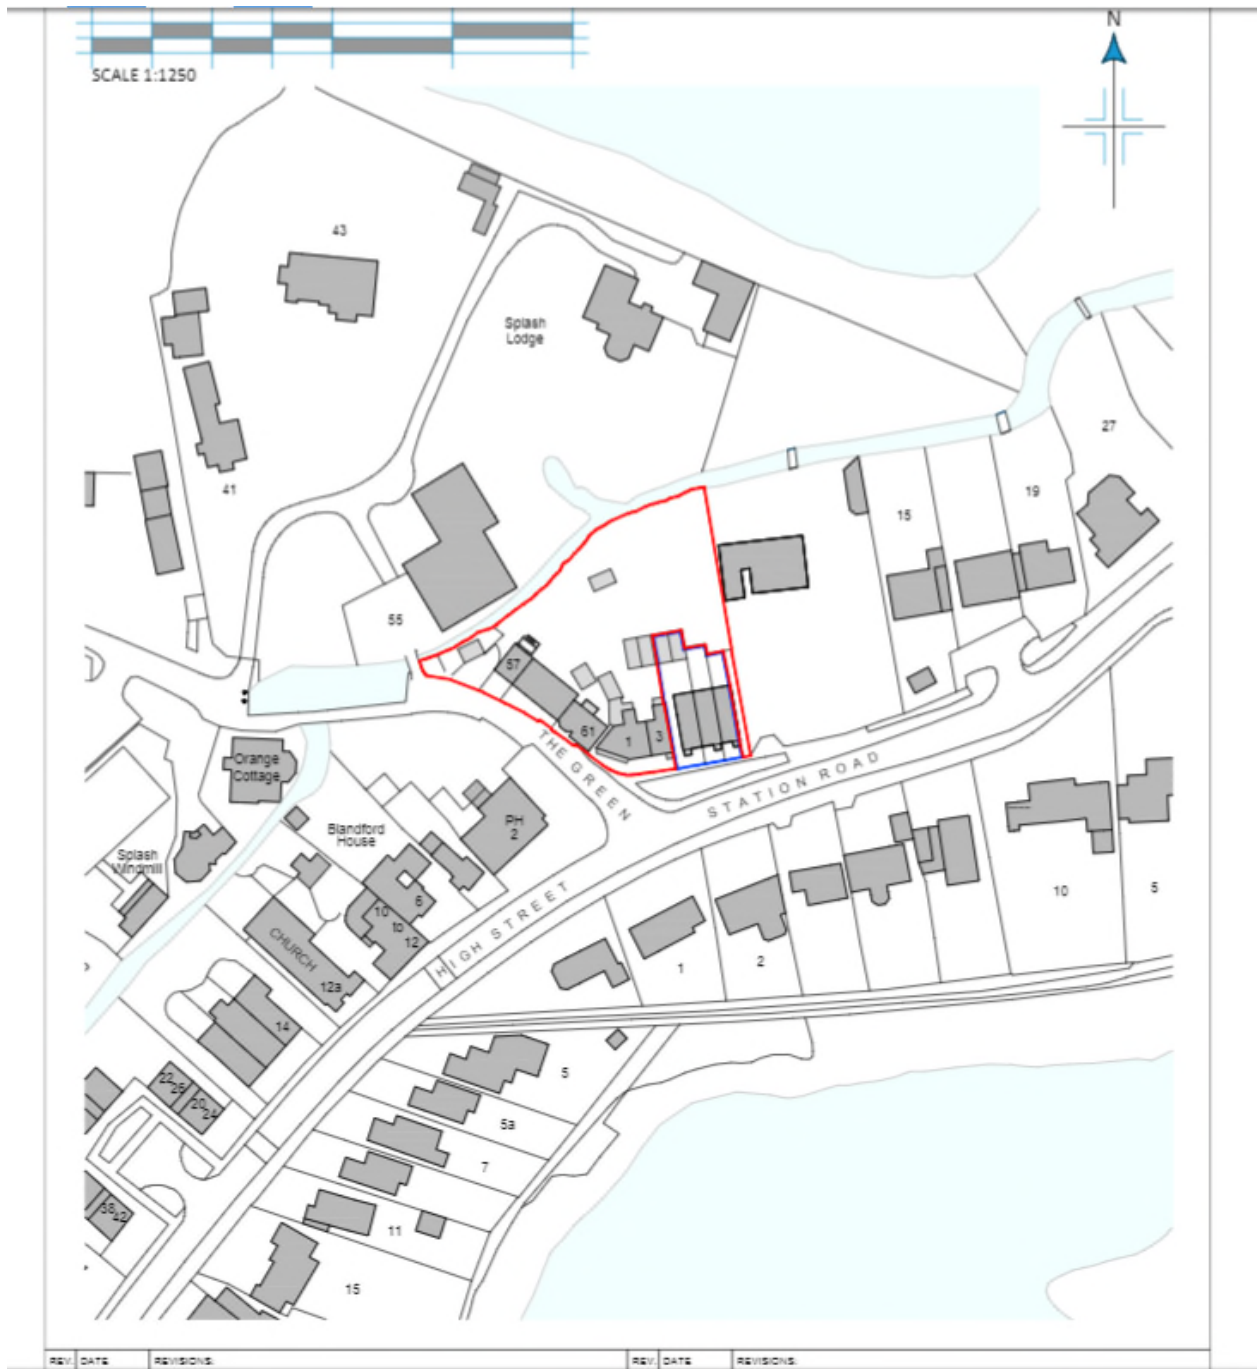 N
SCALE 1:1250
43
Splash
Lodge
41
27
19
15
55
57
61
1
3
THE GREEN
STATION ROAD
Orange
Cottage
Blandford
House
PH
2
Splash
Windmill
6
10
to
12
HIGH STREET
CHURCH
12a
14
1
2
10
5
22
26
20
24
5
5a
7
38
42
11
15
REV. DATE REVISIONS: REV. DATE REVISIONS: